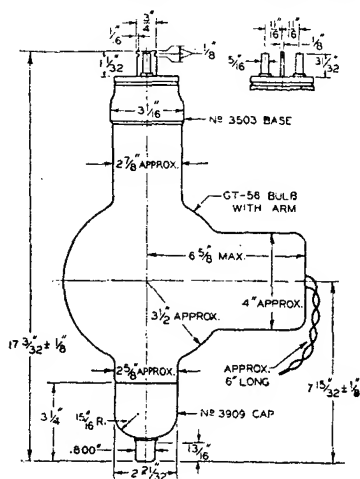 3/4"
1/16"
1/8"
1 1/32"
11/16" 11/16"
1/8"
5/16"
31/32"
3 1/16"
Nº 3503 BASE
2 7/8" APPROX.
GT-56 BULB
WITH ARM
6 5/8" MAX.
4" APPROX.
3 1/2" APPROX.
17 3/32" ± 1/8"
APPROX.
6" LONG
7 15/32" ± 1/8"
2 5/8" APPROX.
3 1/4"
15/16" R.
Nº 3909 CAP
.800"
13/16"
2 21/32"